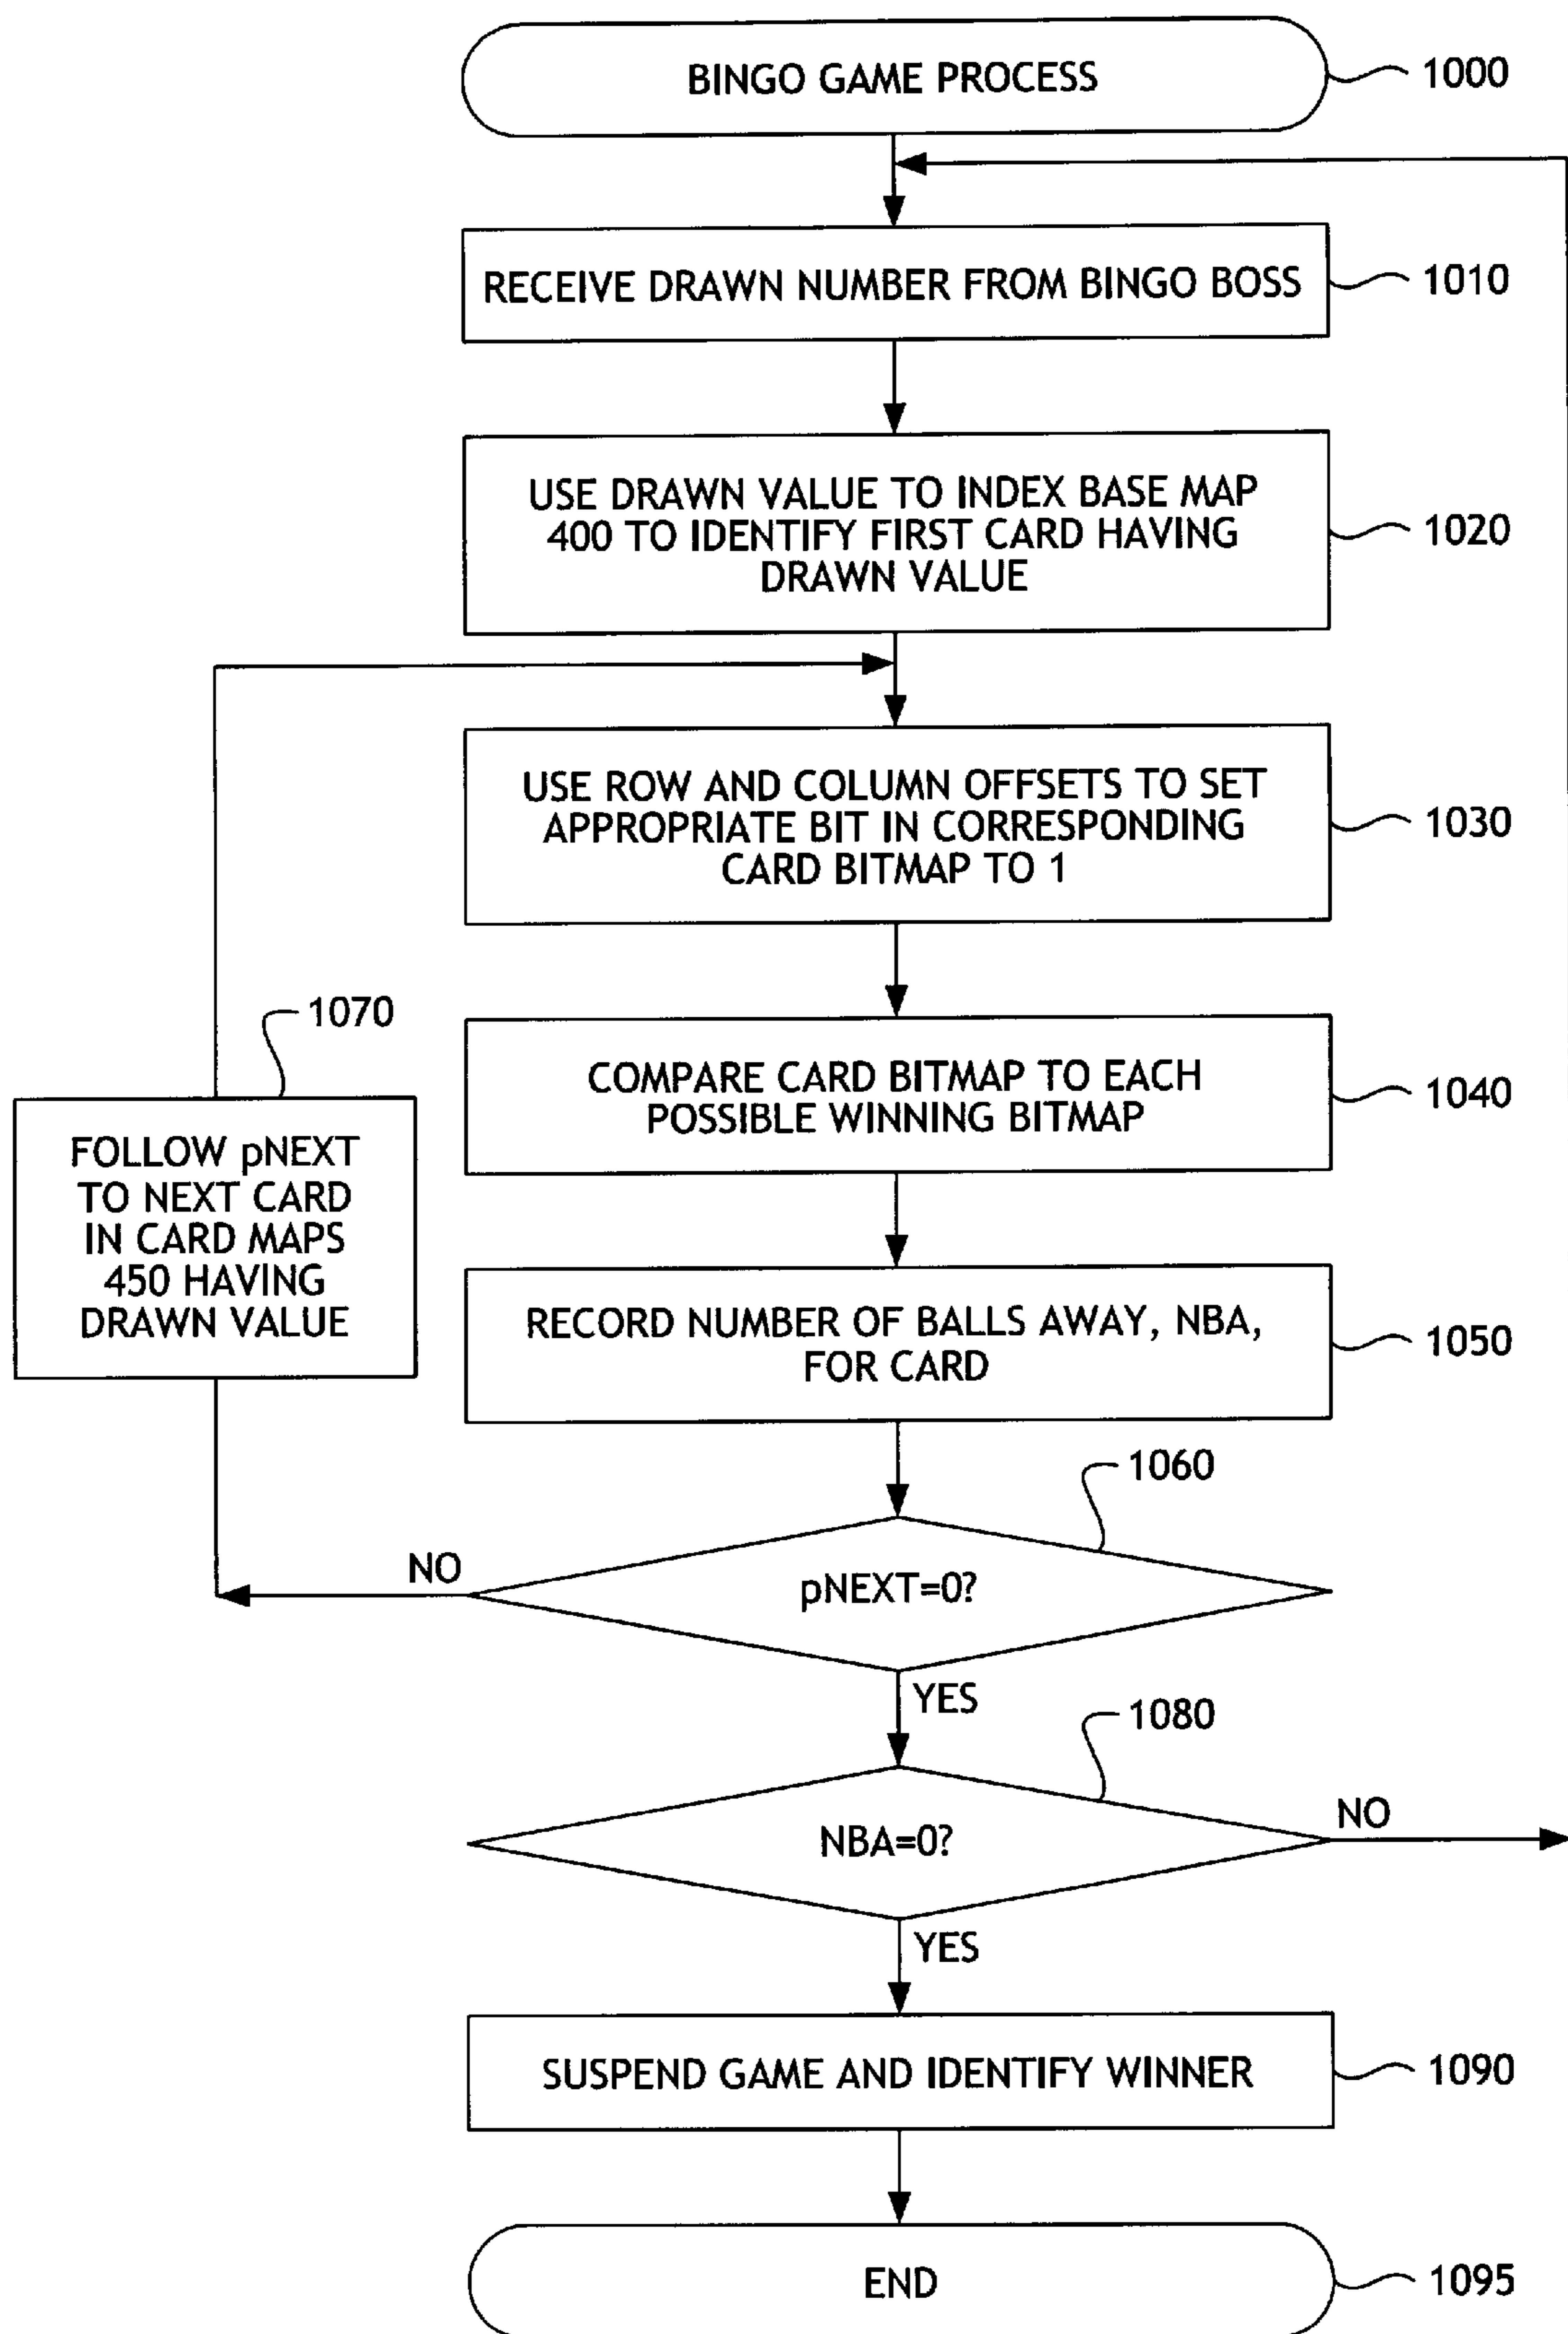 BINGO GAME PROCESS
1000
RECEIVE DRAWN NUMBER FROM BINGO BOSS
1010
USE DRAWN VALUE TO INDEX BASE MAP
400 TO IDENTIFY FIRST CARD HAVING
DRAWN VALUE
1020
USE ROW AND COLUMN OFFSETS TO SET
APPROPRIATE BIT IN CORRESPONDING
CARD BITMAP TO 1
1030
1070
FOLLOW pNEXT
TO NEXT CARD
IN CARD MAPS
450 HAVING
DRAWN VALUE
COMPARE CARD BITMAP TO EACH
POSSIBLE WINNING BITMAP
1040
RECORD NUMBER OF BALLS AWAY, NBA,
FOR CARD
1050
1060
NO
pNEXT=0?
YES
1080
NBA=0?
NO
YES
SUSPEND GAME AND IDENTIFY WINNER
1090
END
1095